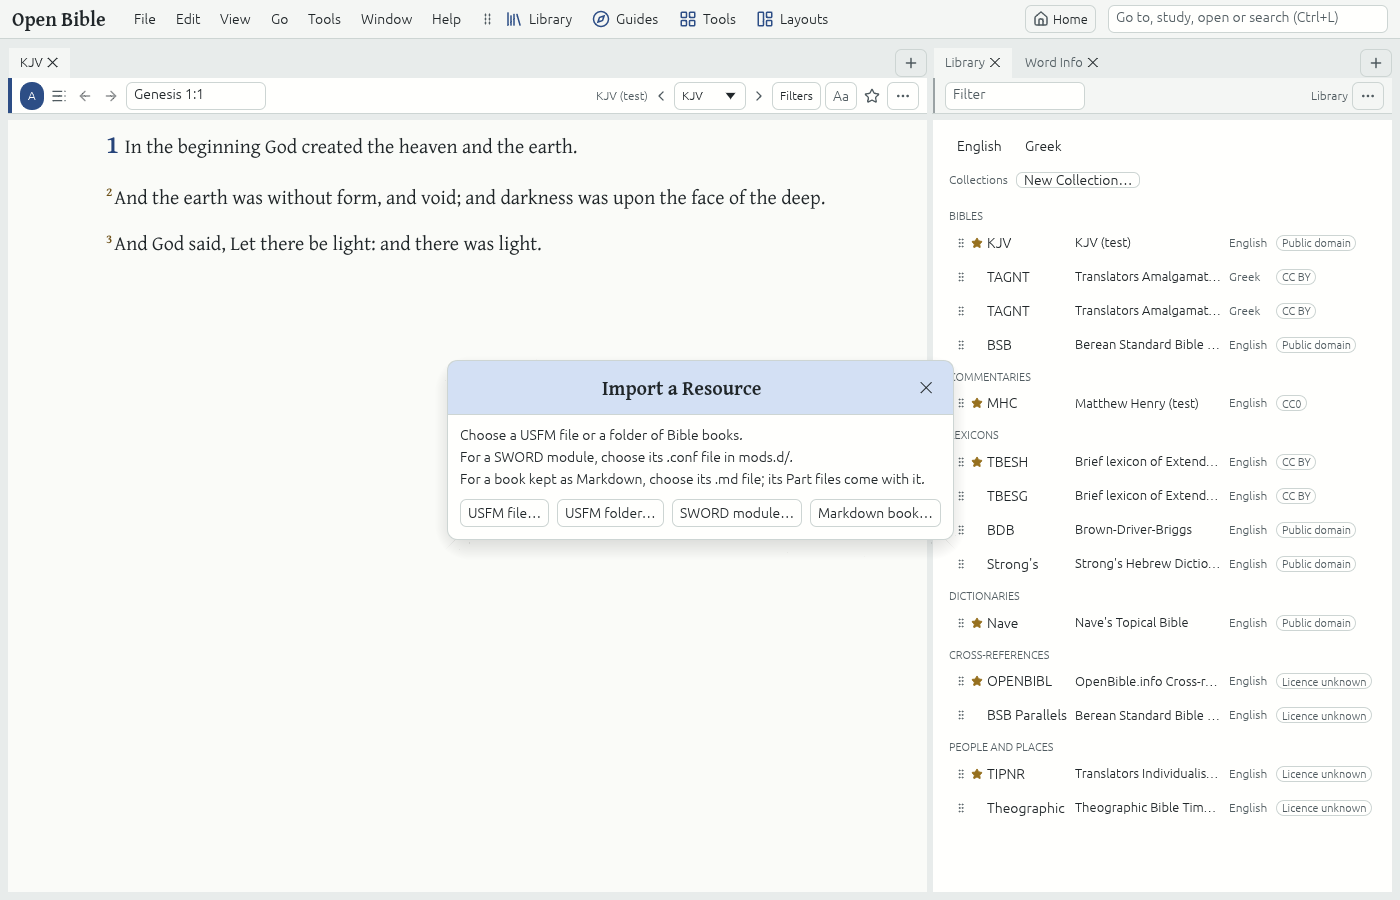 Open Bible File Edit View Go Tools Window Help Library Guides Tools Layouts Home Go to, study, open or search (Ctrl+L)
KJV
A Genesis 1:1 KJV (test) KJV Filters Aa
1 In the beginning God created the heaven and the earth.
2 And the earth was without form, and void; and darkness was upon the face of the deep.
3 And God said, Let there be light: and there was light.
Import a Resource
Choose a USFM file or a folder of Bible books.
For a SWORD module, choose its .conf file in mods.d/.
For a book kept as Markdown, choose its .md file; its Part files come with it.
USFM file... USFM folder... SWORD module... Markdown book...
Library Word Info
Filter Library
English Greek
Collections New Collection...
BIBLES
KJV KJV (test) English Public domain
TAGNT Translators Amalgamat... Greek CC BY
TAGNT Translators Amalgamat... Greek CC BY
BSB Berean Standard Bible ... English Public domain
COMMENTARIES
MHC Matthew Henry (test) English CC0
EXICONS
TBESH Brief lexicon of Extend... English CC BY
TBESG Brief lexicon of Extend... English CC BY
BDB Brown-Driver-Briggs English Public domain
Strong's Strong's Hebrew Dictio... English Public domain
DICTIONARIES
Nave Nave's Topical Bible English Public domain
CROSS-REFERENCES
OPENBIBL OpenBible.info Cross-r... English Licence unknown
BSB Parallels Berean Standard Bible ... English Licence unknown
PEOPLE AND PLACES
TIPNR Translators Individualis... English Licence unknown
Theographic Theographic Bible Tim... English Licence unknown